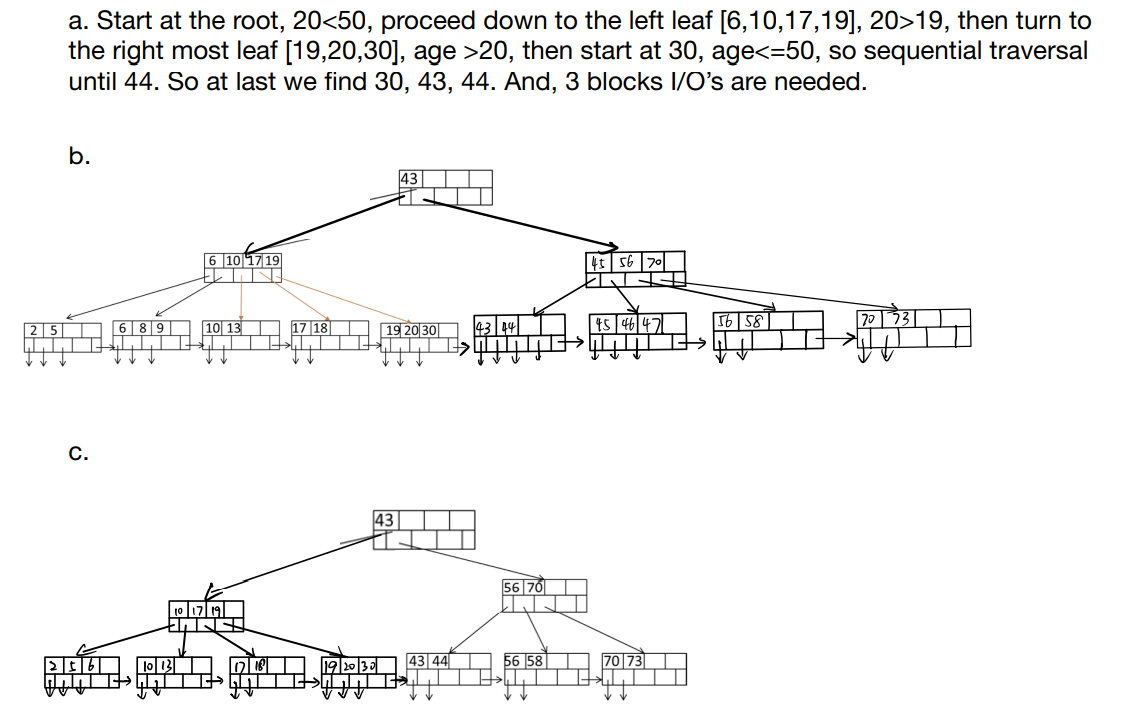 a. Start at the root, 20<50, proceed down to the left leaf [6,10,17,19], 20>19, then turn to
the right most leaf [19,20,30], age >20, then start at 30, age<=50, so sequential traversal
until 44. So at last we find 30, 43, 44. And, 3 blocks I/O’s are needed.
b.
43
6 10 17 19
45 56 70
2 5
6 8 9
10 13
17 18
19 20 30
43 44
45 46 47
56 58
70 73
c.
43
56 70
10 17 19
2 5 6
10 13
17 18
19 20 30
43 44
56 58
70 73